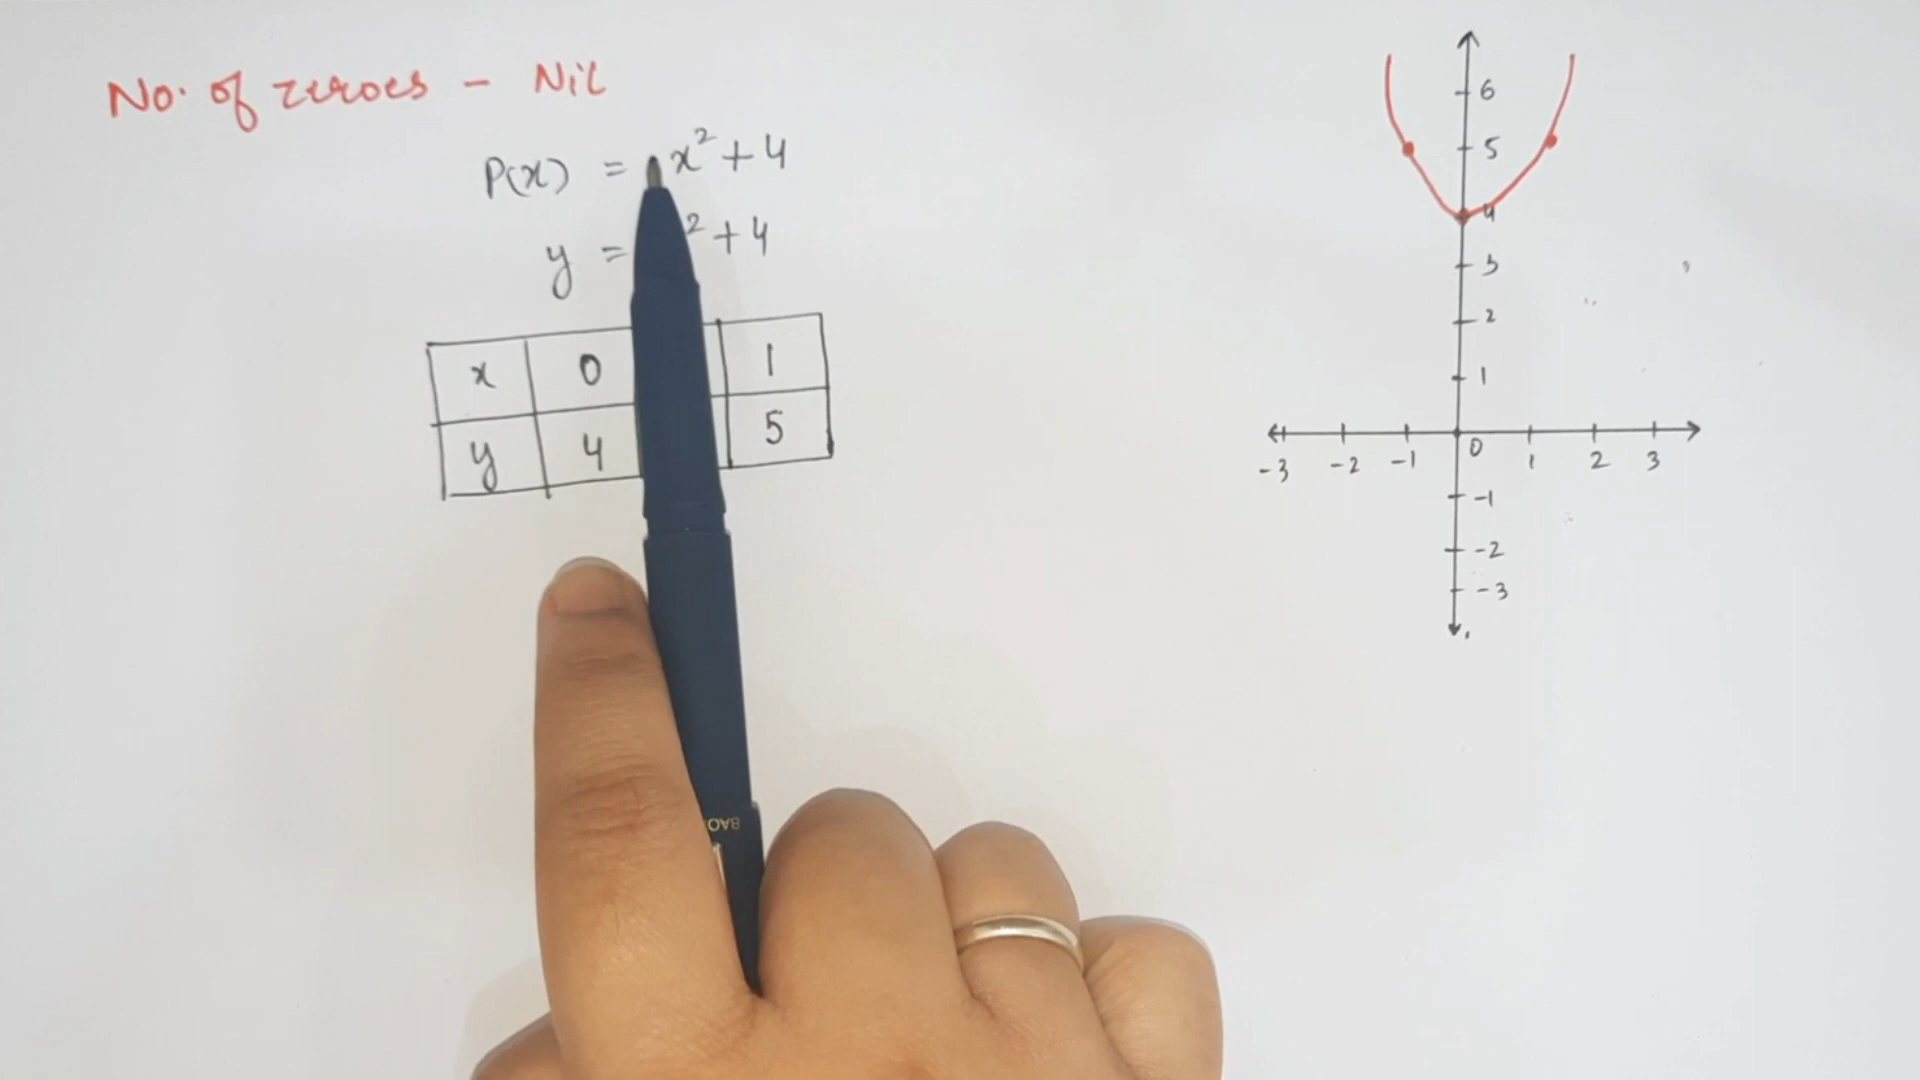 No. of zeroes - Nil
P(x) = x² + 4
y = ² + 4
x 0 1
y 4 5
6
5
4
3
2
1
-3 -2 -1 0 1 2 3
-1
-2
-3
BAO